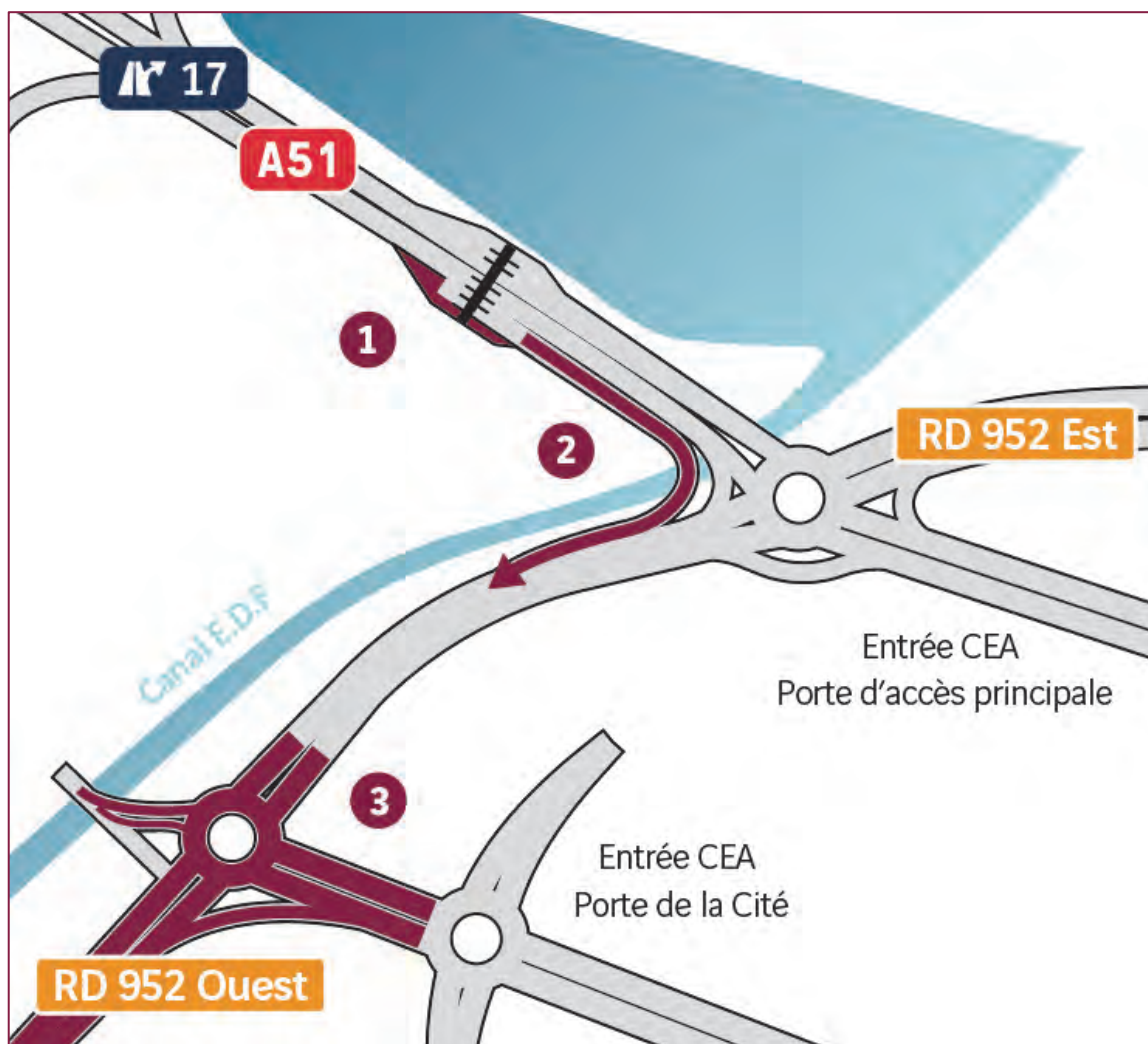 17
A51
1
RD 952 Est
2
Canal E.D.F
Entrée CEA
Porte d'accès principale
3
Entrée CEA
Porte de la Cité
RD 952 Ouest